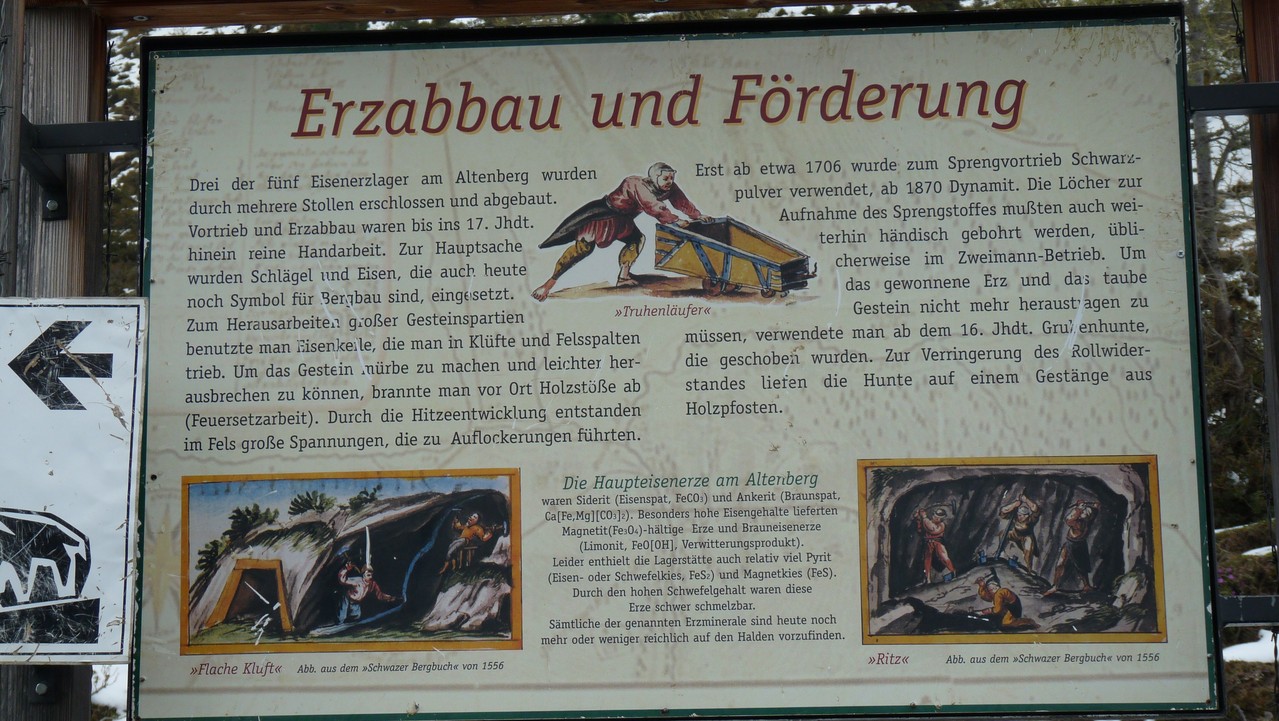 Erzabbau und Förderung
Drei der fünf Eisenerzlager am Altenberg wurden
durch mehrere Stollen erschlossen und abgebaut.
Vortrieb und Erzabbau waren bis ins 17. Jhdt.
hinein reine Handarbeit. Zur Hauptsache
wurden Schlägel und Eisen, die auch heute
noch Symbol für Bergbau sind, eingesetzt.
Zum Herausarbeiten großer Gesteinspartien
benutzte man Eisenkeile, die man in Klüfte und Felsspalten
trieb. Um das Gestein mürbe zu machen und leichter her-
ausbrechen zu können, brannte man vor Ort Holzstöße ab
(Feuersetzarbeit). Durch die Hitzeentwicklung entstanden
im Fels große Spannungen, die zu Auflockerungen führten.
»Truhenläufer«
Erst ab etwa 1706 wurde zum Sprengvortrieb Schwarz-
pulver verwendet, ab 1870 Dynamit. Die Löcher zur
Aufnahme des Sprengstoffes mußten auch wei-
terhin händisch gebohrt werden, übli-
cherweise im Zweimann-Betrieb. Um
das gewonnene Erz und das taube
Gestein nicht mehr heraustragen zu
müssen, verwendete man ab dem 16. Jhdt. Grubenhunte,
die geschoben wurden. Zur Verringerung des Rollwider-
standes liefen die Hunte auf einem Gestänge aus
Holzpfosten.
Die Haupteisenerze am Altenberg
waren Siderit (Eisenspat, FeCO₃) und Ankerit (Braunspat,
Ca[Fe,Mg][CO₃]₂). Besonders hohe Eisengehalte lieferten
Magnetit(Fe₃O₄)-hältige Erze und Brauneisenerze
(Limonit, FeO[OH], Verwitterungsprodukt).
Leider enthielt die Lagerstätte auch relativ viel Pyrit
(Eisen- oder Schwefelkies, FeS₂) und Magnetkies (FeS).
Durch den hohen Schwefelgehalt waren diese
Erze schwer schmelzbar.
Sämtliche der genannten Erzminerale sind heute noch
mehr oder weniger reichlich auf den Halden vorzufinden.
»Flache Kluft« Abb. aus dem »Schwazer Bergbuch« von 1556
»Ritz« Abb. aus dem »Schwazer Bergbuch« von 1556